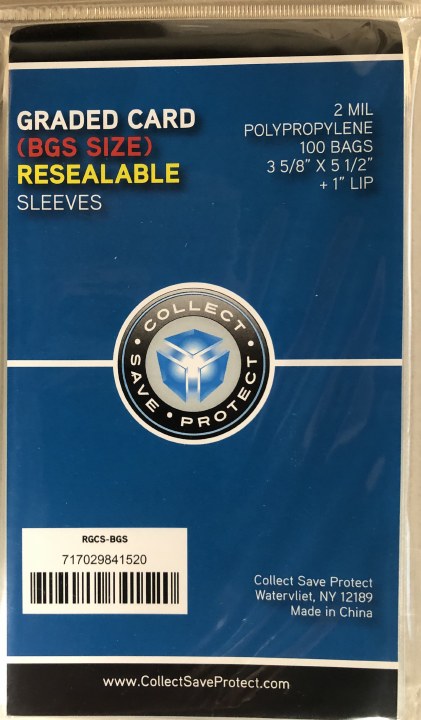 GRADED CARD
(BGS SIZE)
RESEALABLE
SLEEVES
2 MIL
POLYPROPYLENE
100 BAGS
3 5/8” X 5 1/2”
+ 1” LIP
COLLECT
SAVE • PROTECT
RGCS-BGS
717029841520
Collect Save Protect
Watervliet, NY 12189
Made in China
www.CollectSaveProtect.com